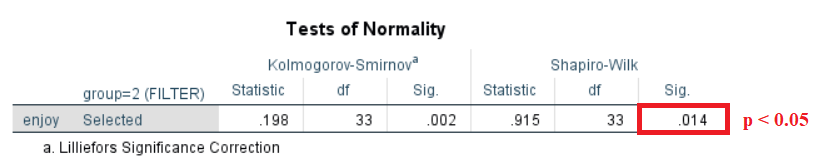 Tests of Normality
Kolmogorov-Smirnovᵃ Shapiro-Wilk
group=2 (FILTER) Statistic df Sig. Statistic df Sig.
enjoy Selected .198 33 .002 .915 33 .014 p < 0.05
a. Lilliefors Significance Correction